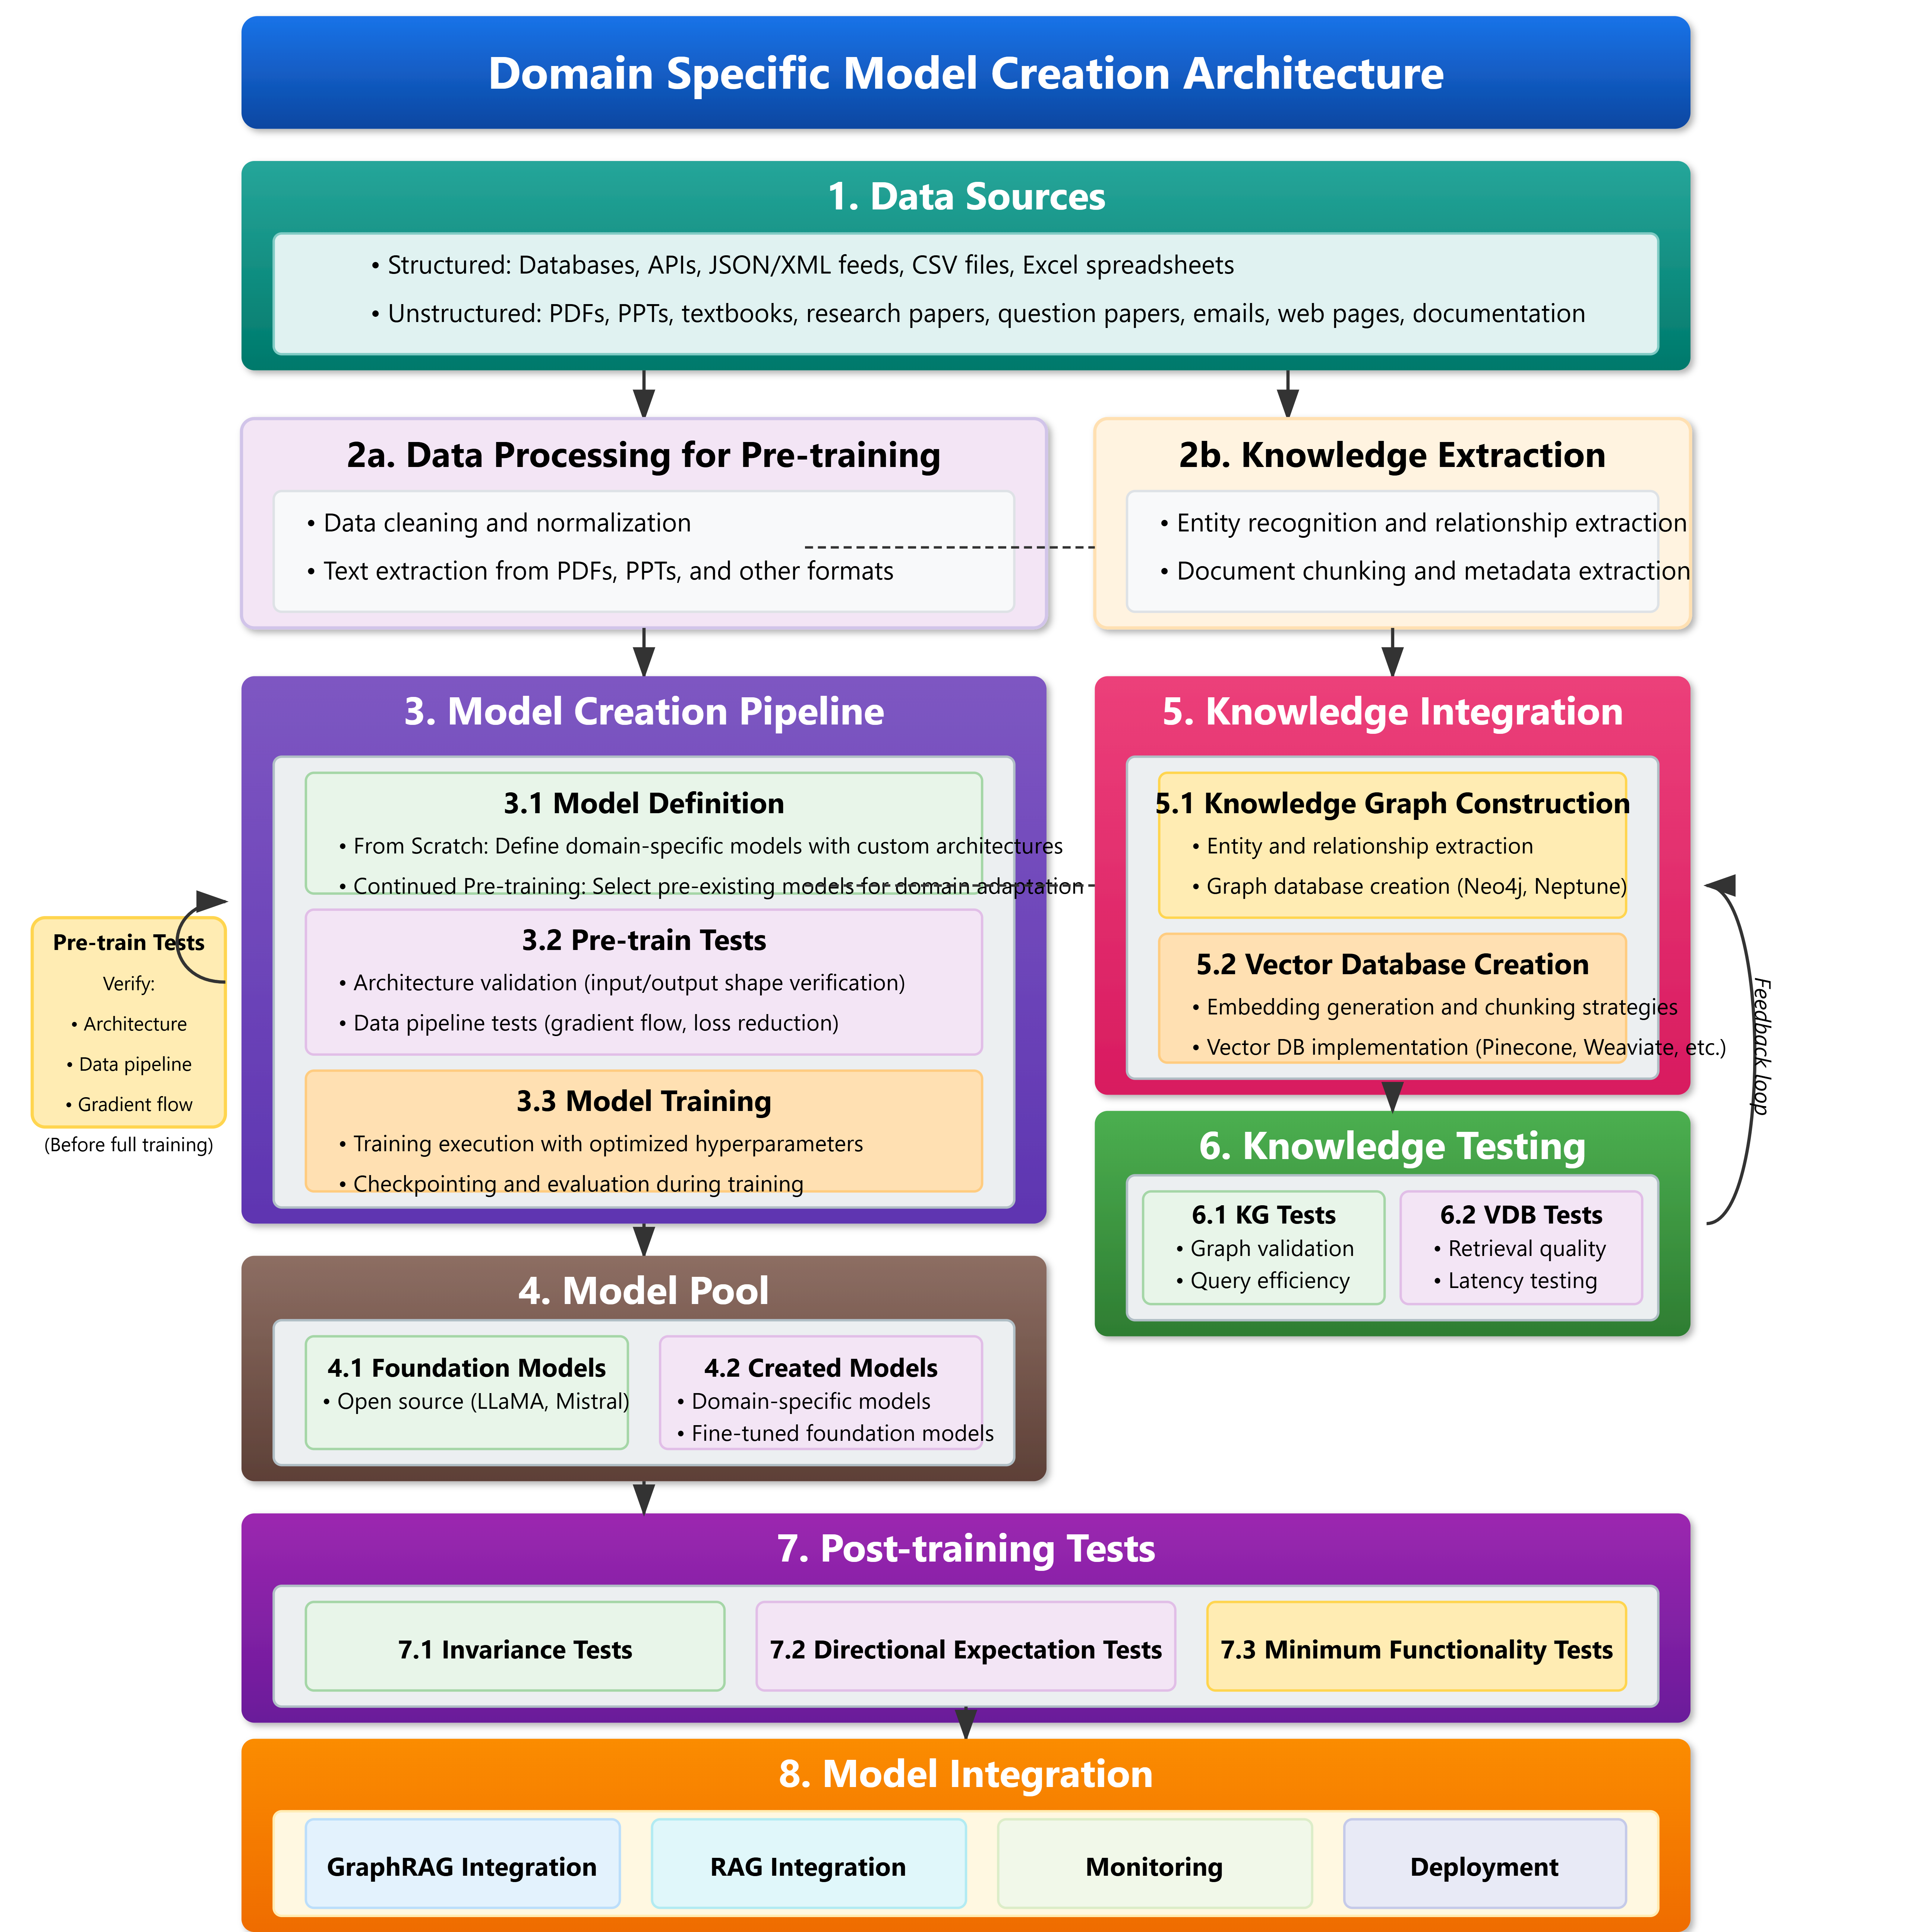 Domain Specific Model Creation Architecture
1. Data Sources
• Structured: Databases, APIs, JSON/XML feeds, CSV files, Excel spreadsheets
• Unstructured: PDFs, PPTs, textbooks, research papers, question papers, emails, web pages, documentation
2a. Data Processing for Pre-training
• Data cleaning and normalization
• Text extraction from PDFs, PPTs, and other formats
2b. Knowledge Extraction
• Entity recognition and relationship extraction
• Document chunking and metadata extraction
3. Model Creation Pipeline
3.1 Model Definition
• From Scratch: Define domain-specific models with custom architectures
• Continued Pre-training: Select pre-existing models for domain adaptation
3.2 Pre-train Tests
• Architecture validation (input/output shape verification)
• Data pipeline tests (gradient flow, loss reduction)
3.3 Model Training
• Training execution with optimized hyperparameters
• Checkpointing and evaluation during training
Pre-train Tests
Verify:
• Architecture
• Data pipeline
• Gradient flow
(Before full training)
5. Knowledge Integration
5.1 Knowledge Graph Construction
• Entity and relationship extraction
• Graph database creation (Neo4j, Neptune)
5.2 Vector Database Creation
• Embedding generation and chunking strategies
• Vector DB implementation (Pinecone, Weaviate, etc.)
Feedback loop
6. Knowledge Testing
6.1 KG Tests
• Graph validation
• Query efficiency
6.2 VDB Tests
• Retrieval quality
• Latency testing
4. Model Pool
4.1 Foundation Models
• Open source (LLaMA, Mistral)
4.2 Created Models
• Domain-specific models
• Fine-tuned foundation models
7. Post-training Tests
7.1 Invariance Tests
7.2 Directional Expectation Tests
7.3 Minimum Functionality Tests
8. Model Integration
GraphRAG Integration
RAG Integration
Monitoring
Deployment